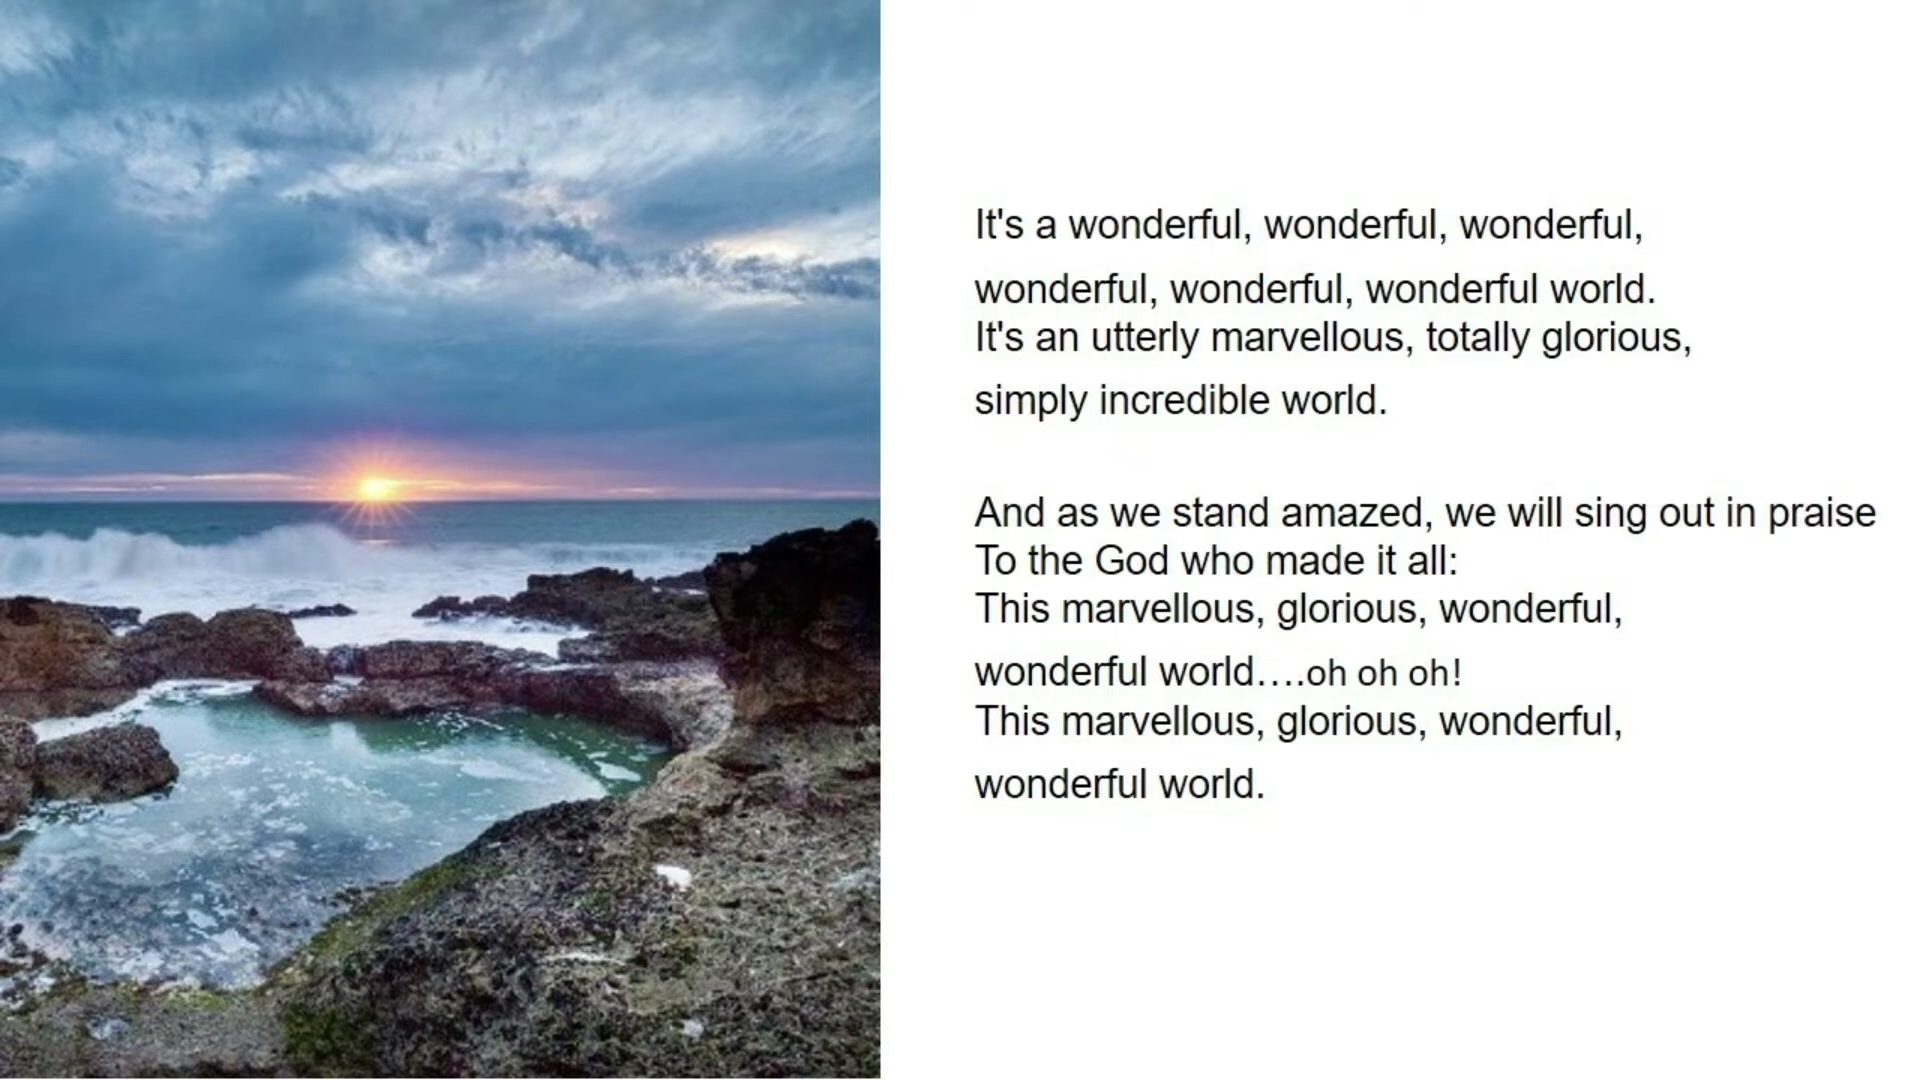 It's a wonderful, wonderful, wonderful,
wonderful, wonderful, wonderful world.
It's an utterly marvellous, totally glorious,
simply incredible world.
And as we stand amazed, we will sing out in praise
To the God who made it all:
This marvellous, glorious, wonderful,
wonderful world….oh oh oh!
This marvellous, glorious, wonderful,
wonderful world.